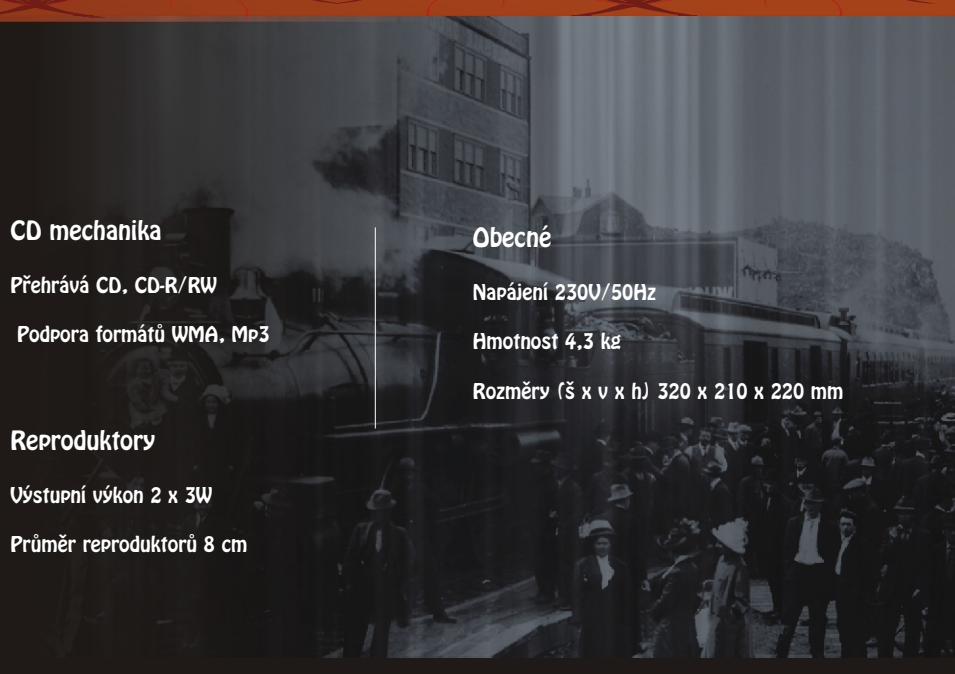 CD mechanika
Přehrává CD, CD-R/RW
Podpora formátů WMA, Mp3
Reproduktory
Výstupní výkon 2 x 3W
Průměr reproduktorů 8 cm
Obecné
Napájení 230V/50Hz
Hmotnost 4,3 kg
Rozměry (š x v x h) 320 x 210 x 220 mm